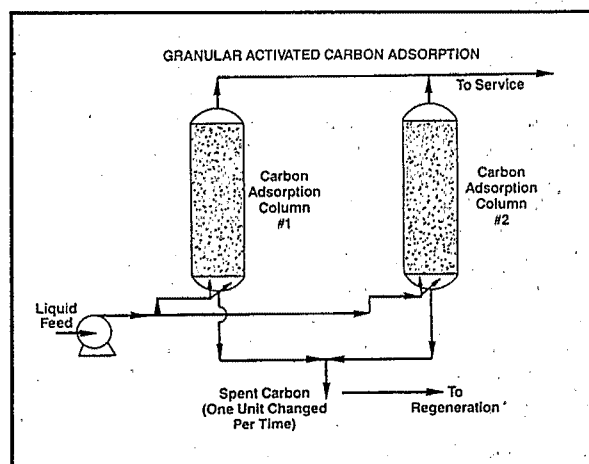 GRANULAR ACTIVATED CARBON ADSORPTION
To Service
Carbon
Adsorption
Column
#1
Carbon
Adsorption
Column
#2
Liquid
Feed
Spent Carbon
(One Unit Changed
Per Time)
To
Regeneration